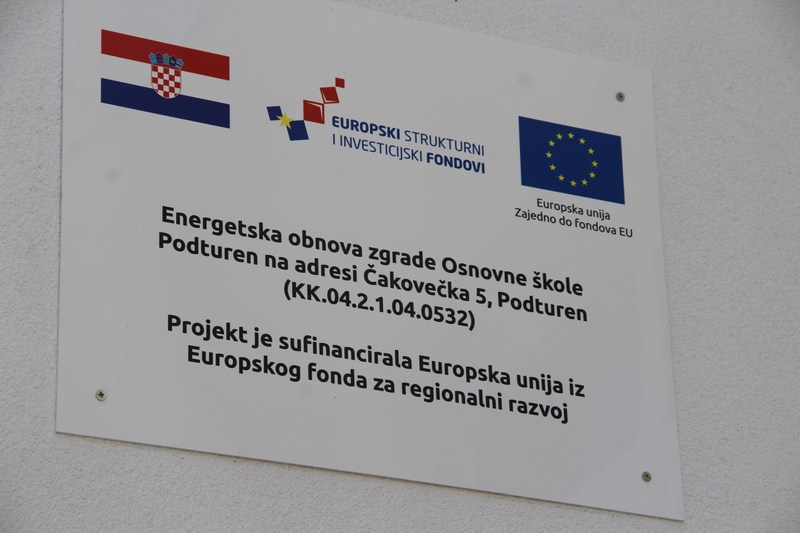 EUROPSKI STRUKTURNI
I INVESTICIJSKI FONDOVI
Europska unija
Zajedno do fondova EU
Energetska obnova zgrade Osnovne škole
Podturen na adresi Čakovečka 5, Podturen
(KK.04.2.1.04.0532)
Projekt je sufinancirala Europska unija iz
Europskog fonda za regionalni razvoj